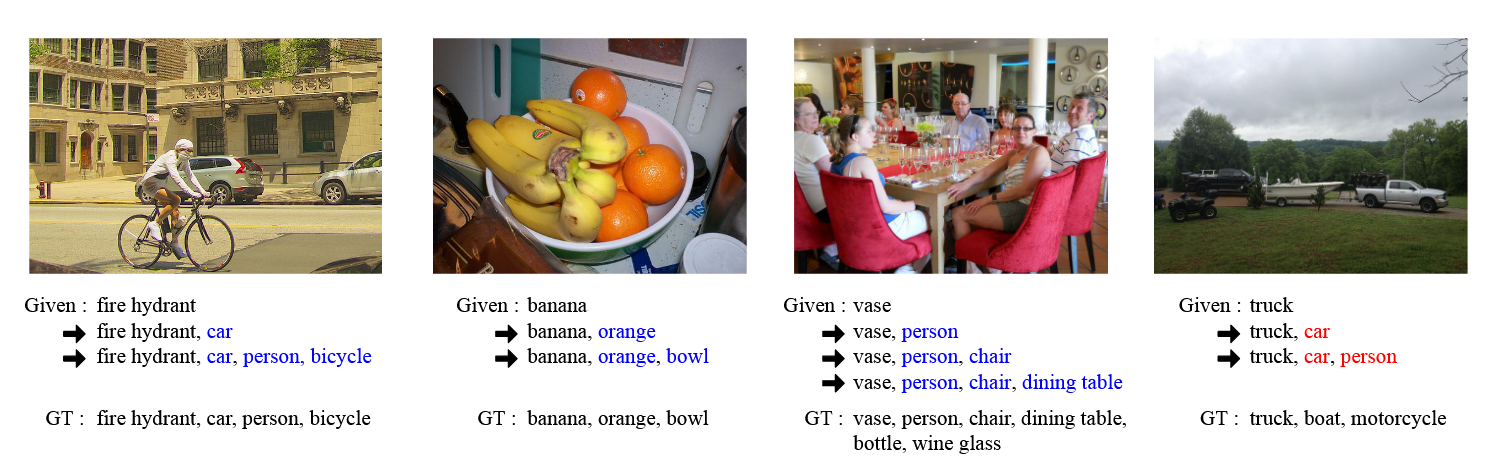 Given : fire hydrant
➡ fire hydrant, car
➡ fire hydrant, car, person, bicycle
GT : fire hydrant, car, person, bicycle
Given : banana
➡ banana, orange
➡ banana, orange, bowl
GT : banana, orange, bowl
Given : vase
➡ vase, person
➡ vase, person, chair
➡ vase, person, chair, dining table
GT : vase, person, chair, dining table,
bottle, wine glass
Given : truck
➡ truck, car
➡ truck, car, person
GT : truck, boat, motorcycle